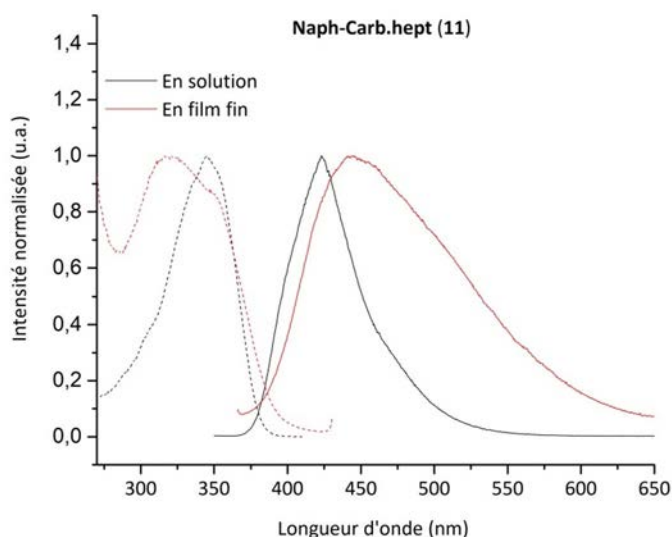 Naph-Carb.hept (11)
En solution
En film fin
Intensité normalisée (u.a.)
1,4
1,2
1,0
0,8
0,6
0,4
0,2
0,0
300 350 400 450 500 550 600 650
Longueur d'onde (nm)